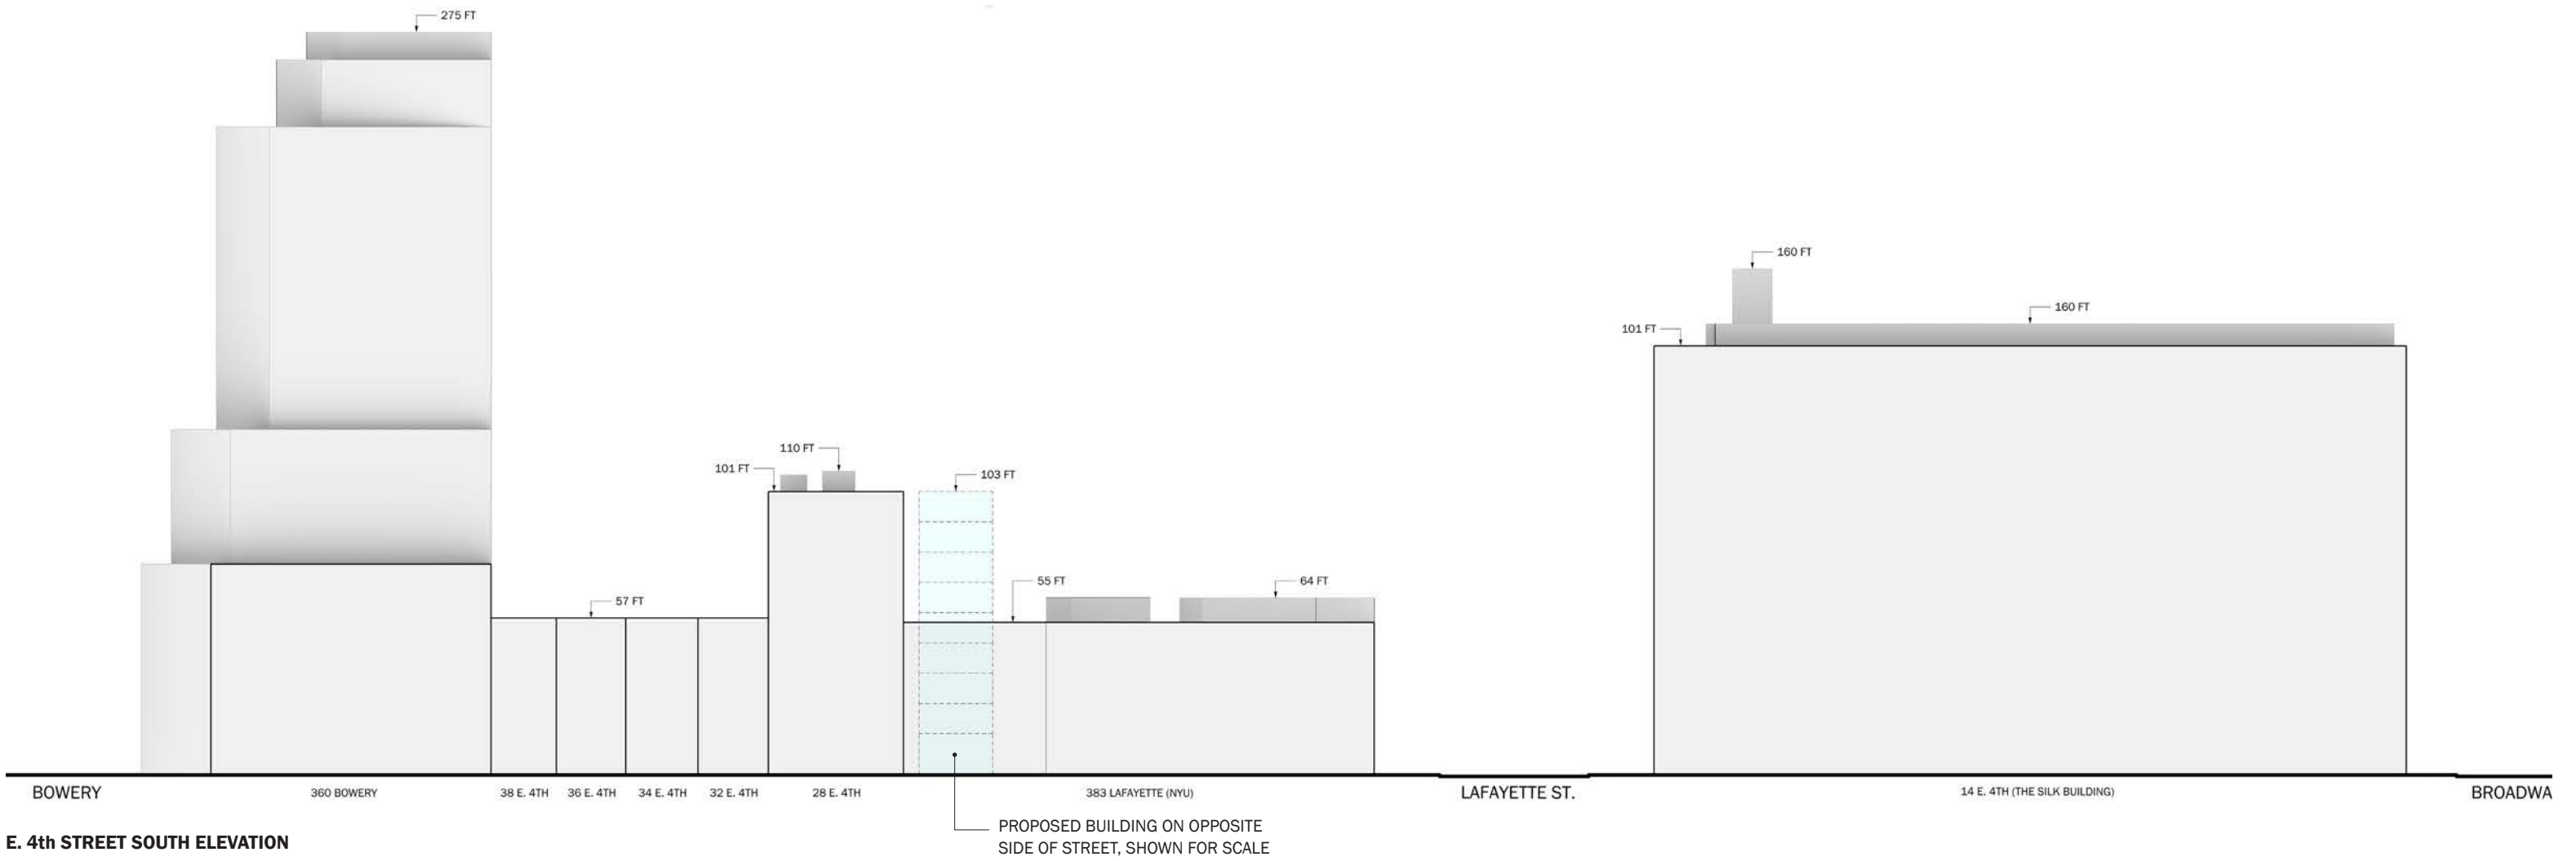 275 FT
160 FT
160 FT
101 FT
110 FT
101 FT
103 FT
55 FT
64 FT
57 FT
BOWERY
360 BOWERY
38 E. 4TH
36 E. 4TH
34 E. 4TH
32 E. 4TH
28 E. 4TH
383 LAFAYETTE (NYU)
LAFAYETTE ST.
14 E. 4TH (THE SILK BUILDING)
BROADWA
PROPOSED BUILDING ON OPPOSITE
SIDE OF STREET, SHOWN FOR SCALE
E. 4th STREET SOUTH ELEVATION